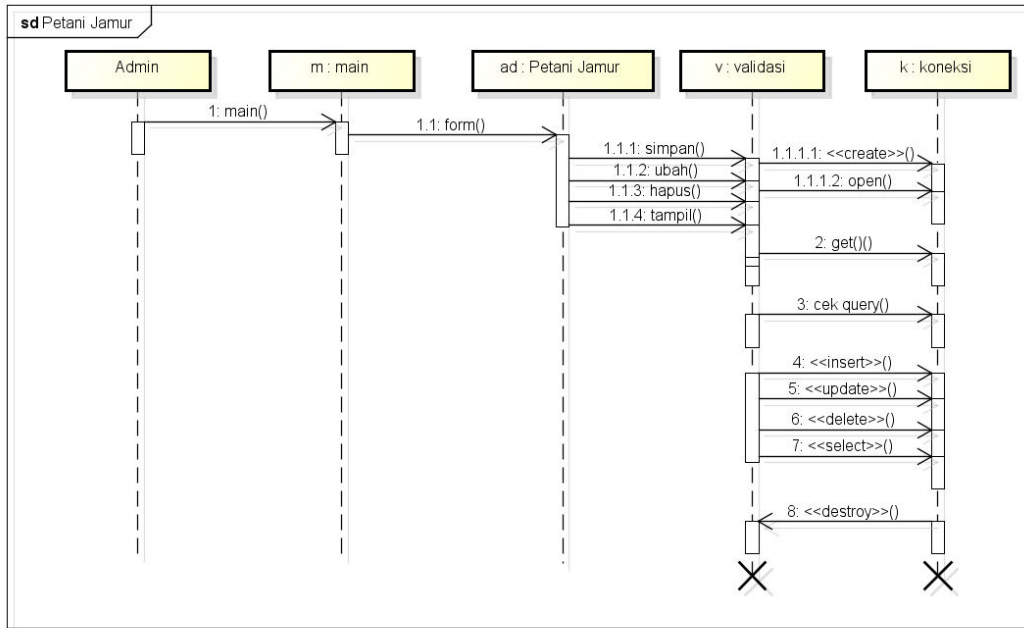 sd Petani Jamur
Admin
m : main
ad : Petani Jamur
v : validasi
k : koneksi
1: main()
1.1: form()
1.1.1: simpan()
1.1.1.1: <<create>>()
1.1.2: ubah()
1.1.1.2: open()
1.1.3: hapus()
1.1.4: tampil()
2: get()()
3: cek query()
4: <<insert>>()
5: <<update>>()
6: <<delete>>()
7: <<select>>()
8: <<destroy>>()